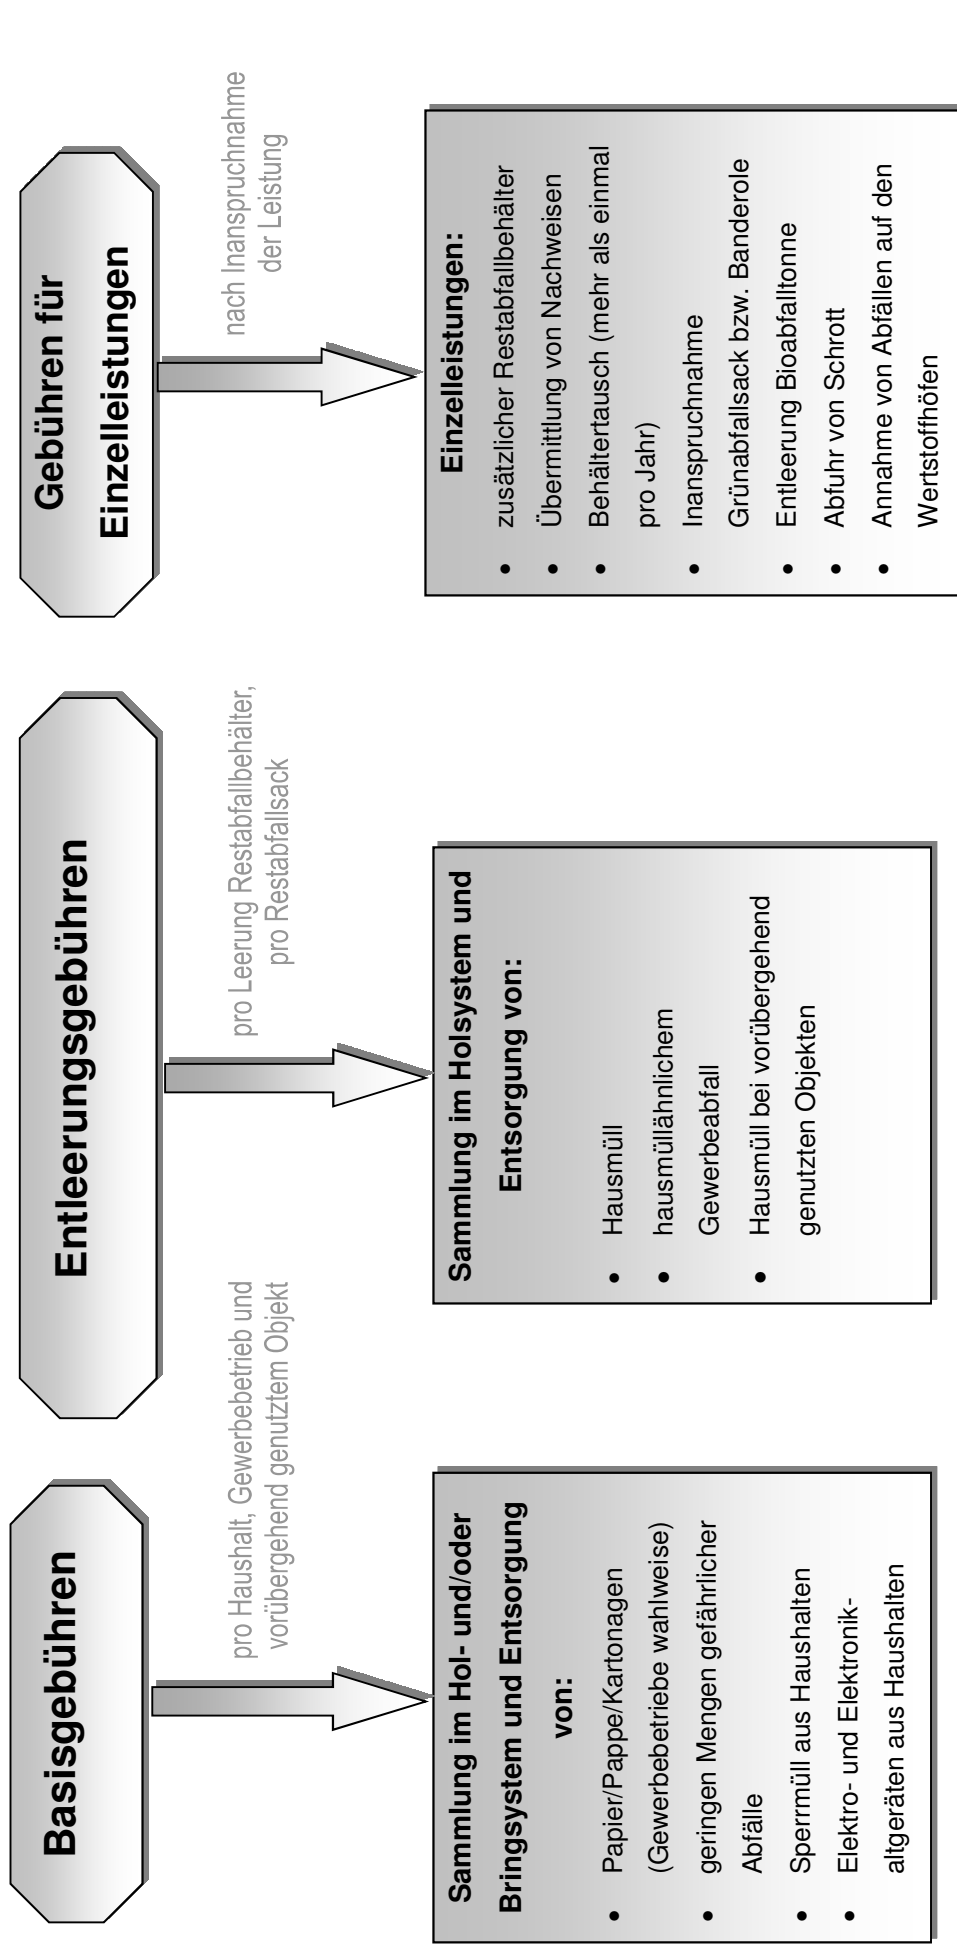 Basisgebühren
pro Haushalt, Gewerbebetrieb und
vorübergehend genutztem Objekt
Sammlung im Hol- und/oder
Bringsystem und Entsorgung
von:
• Papier/Pappe/Kartonagen
(Gewerbebetriebe wahlweise)
• geringen Mengen gefährlicher
Abfälle
• Sperrmüll aus Haushalten
• Elektro- und Elektronik-
altgeräten aus Haushalten
Entleerungsgebühren
pro Leerung Restabfallbehälter,
pro Restabfallsack
Sammlung im Holsystem und
Entsorgung von:
• Hausmüll
• hausmüllähnlichem
Gewerbeabfall
• Hausmüll bei vorübergehend
genutzten Objekten
Gebühren für
Einzelleistungen
nach Inanspruchnahme
der Leistung
Einzelleistungen:
• zusätzlicher Restabfallbehälter
• Übermittlung von Nachweisen
• Behältertausch (mehr als einmal
pro Jahr)
• Inanspruchnahme
Grünabfallsack bzw. Banderole
• Entleerung Bioabfalltonne
• Abfuhr von Schrott
• Annahme von Abfällen auf den
Wertstoffhöfen